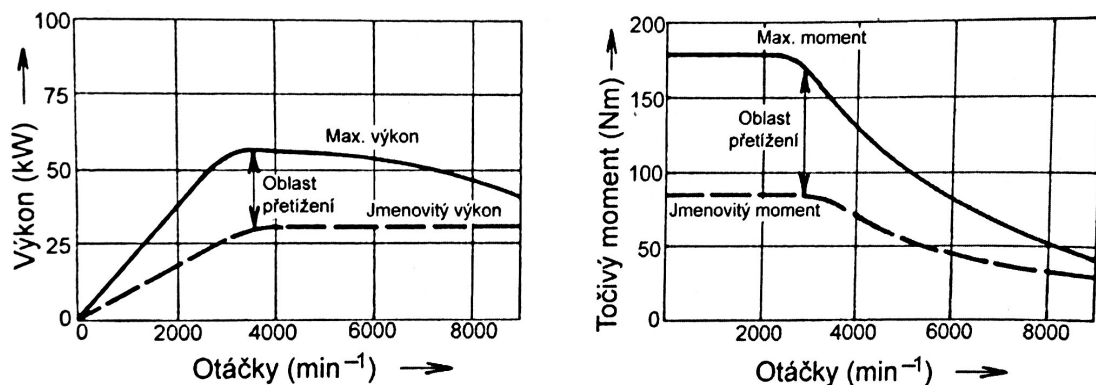 Výkon (kW)
100
75
50
25
0
Max. výkon
Oblast
přetížení
Jmenovitý výkon
0 2000 4000 6000 8000
Otáčky (min⁻¹)
Točivý moment (Nm)
200
150
100
50
0
Max. moment
Oblast
přetížení
Jmenovitý moment
2000 4000 6000 8000
Otáčky (min⁻¹)